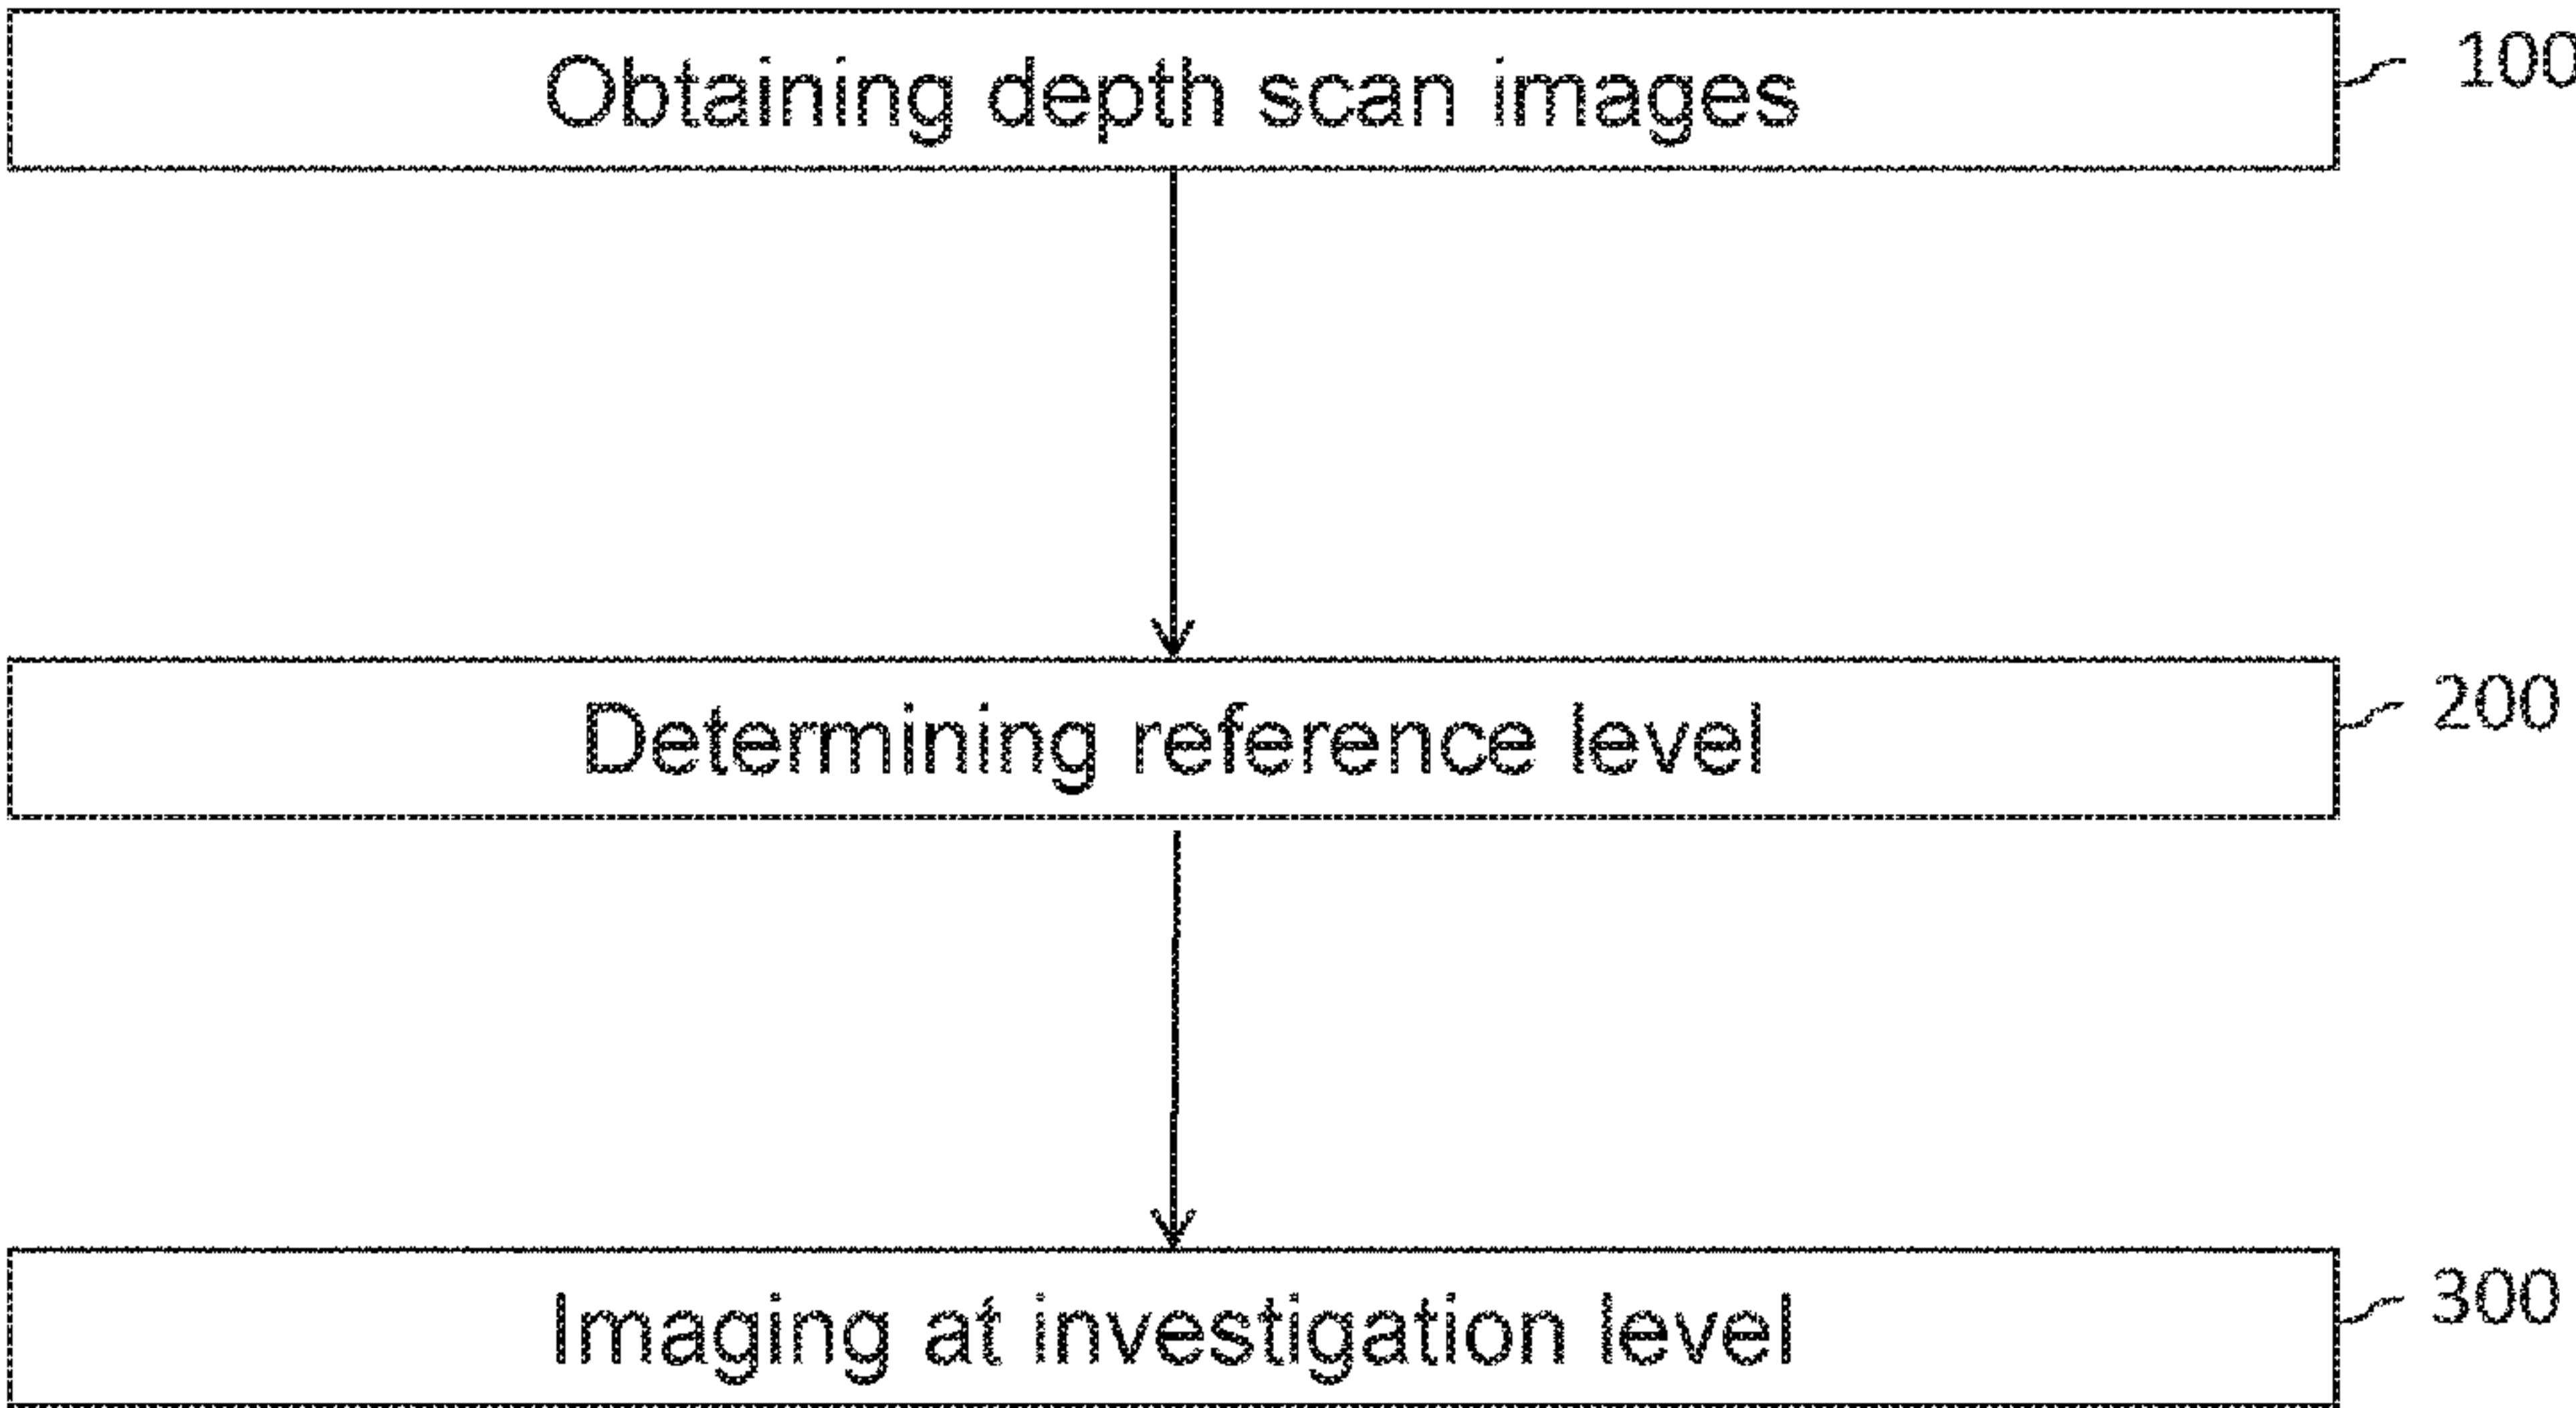 Obtaining depth scan images 100
Determining reference level 200
Imaging at investigation level 300